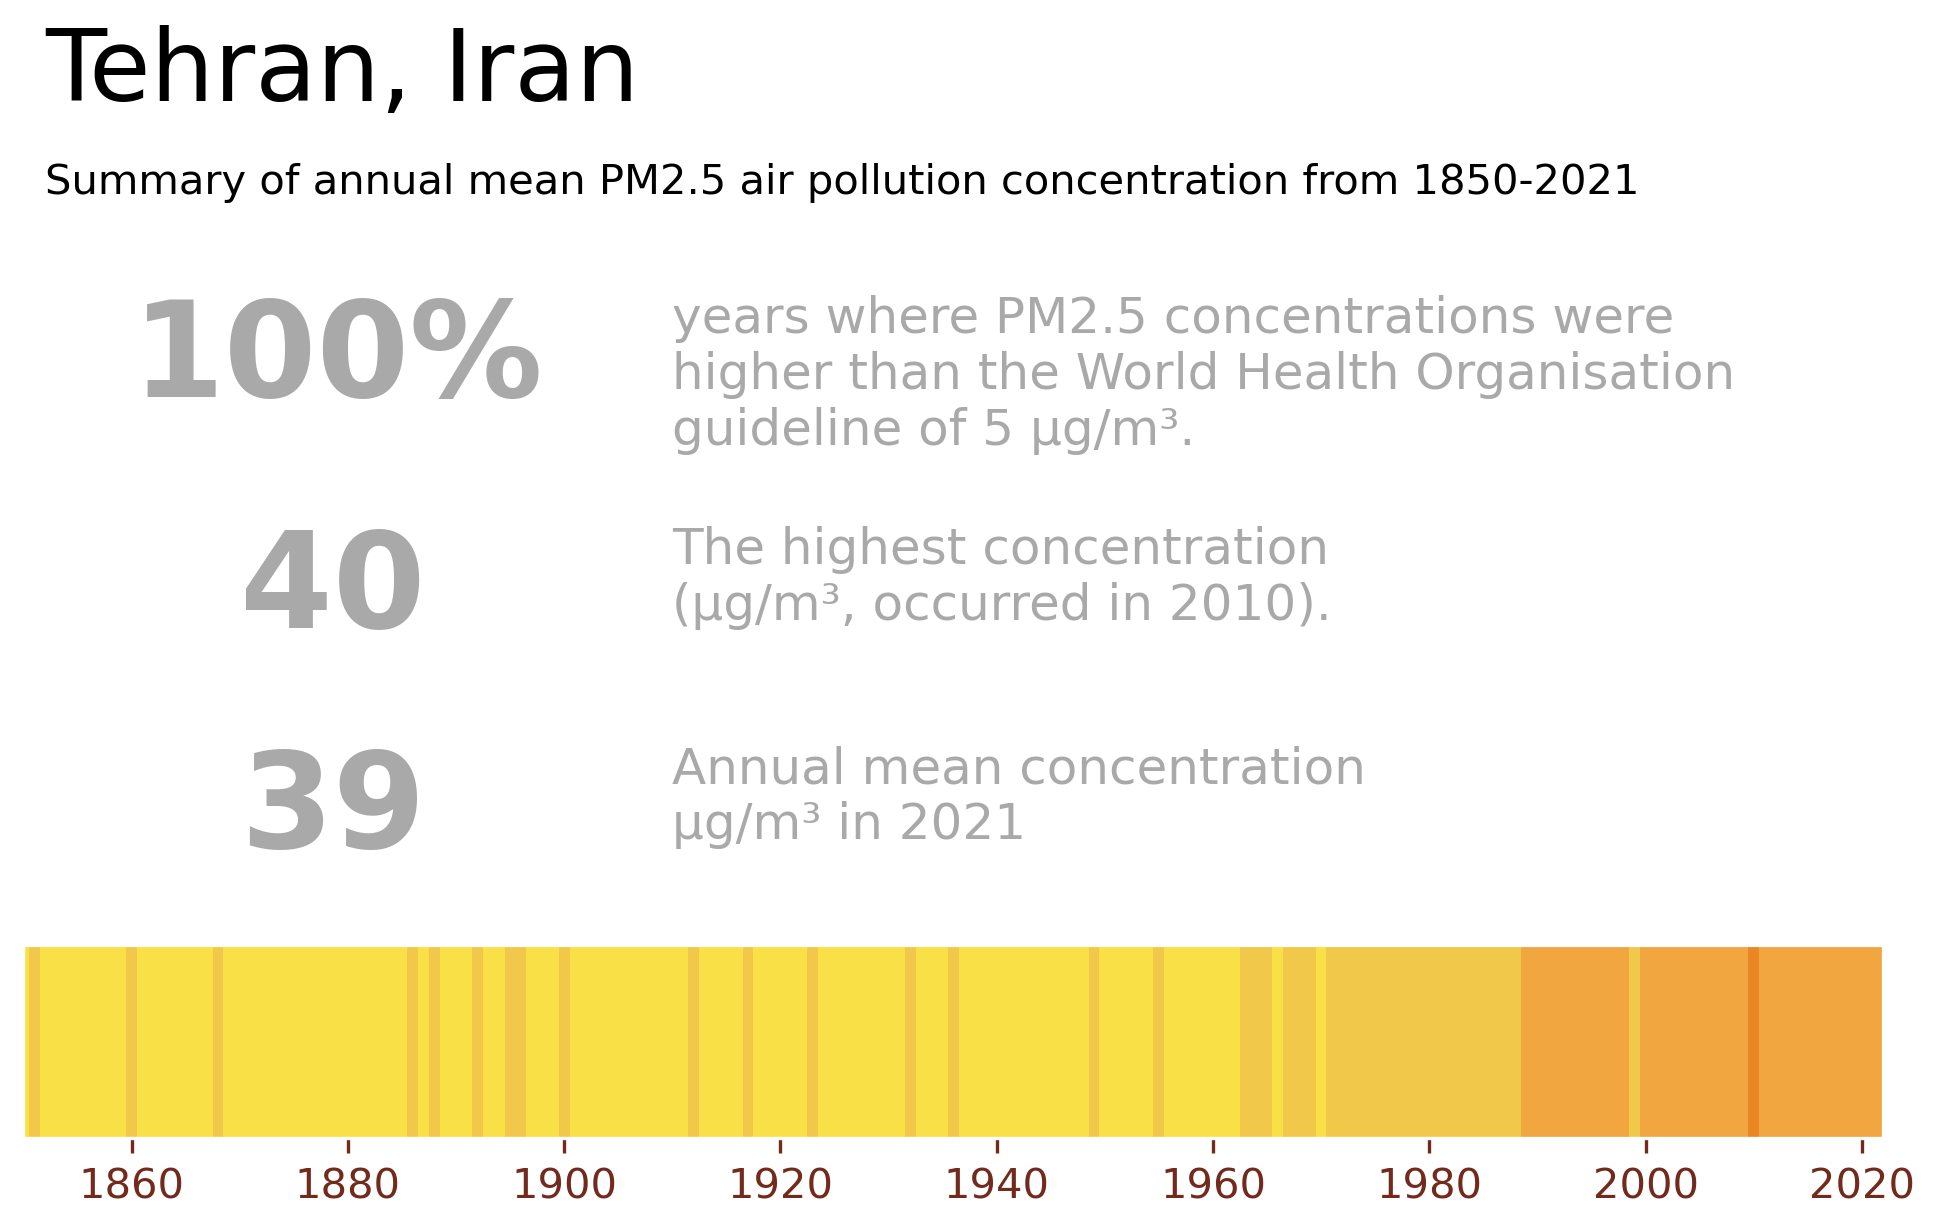 Tehran, Iran
Summary of annual mean PM2.5 air pollution concentration from 1850-2021
100%
years where PM2.5 concentrations were
higher than the World Health Organisation
guideline of 5 µg/m³.
40
The highest concentration
(µg/m³, occurred in 2010).
39
Annual mean concentration
µg/m³ in 2021
1860 1880 1900 1920 1940 1960 1980 2000 2020